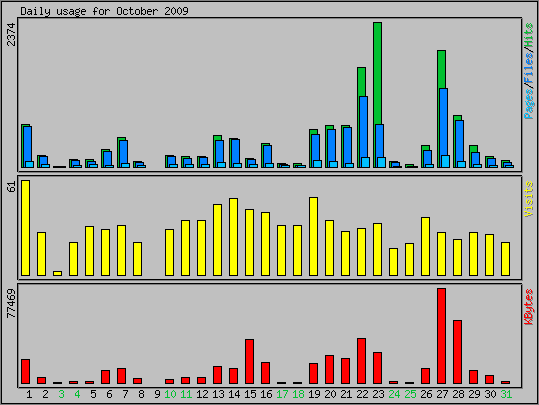 Daily usage for October 2009
2374
Pages/Files/Hits
61
Visits
77469
KBytes
1 2 3 4 5 6 7 8 9 10 11 12 13 14 15 16 17 18 19 20 21 22 23 24 25 26 27 28 29 30 31